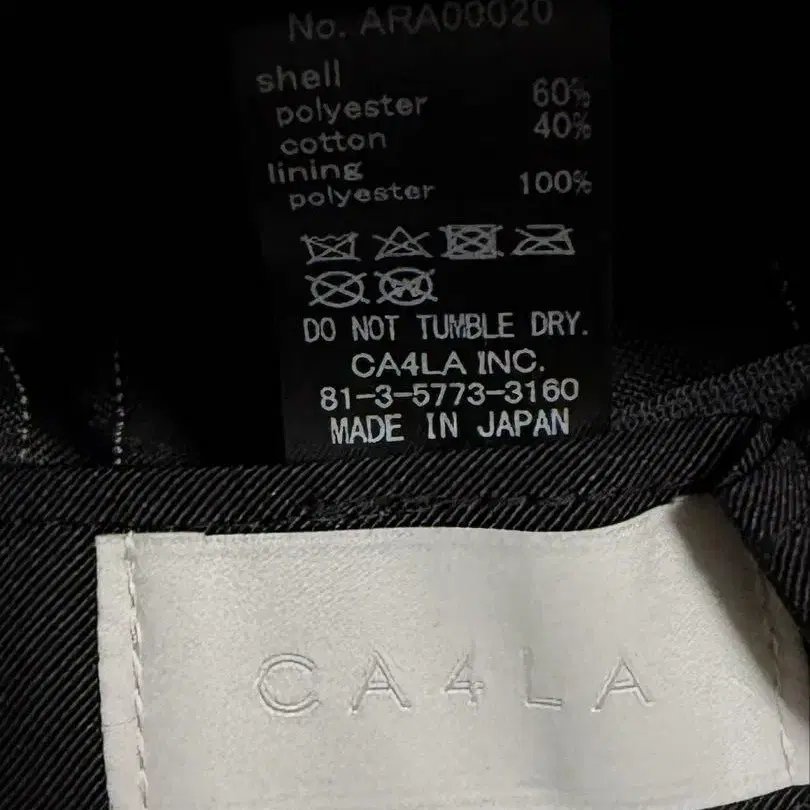 No. ARA00020
shell
polyester 60%
cotton 40%
lining
polyester 100%
DO NOT TUMBLE DRY.
CA4LA INC.
81-3-5773-3160
MADE IN JAPAN
CA4LA